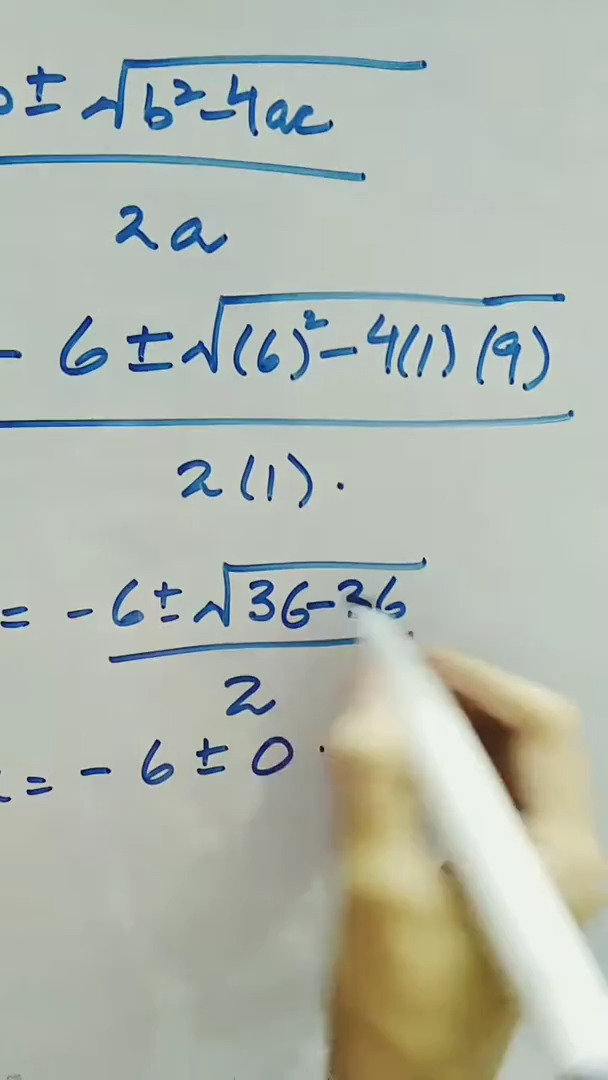 ± √b²-4ac
2a
- 6 ± √(6)² - 4(1)(9)
2(1).
= -6 ± √36-36
2
= -6 ± 0